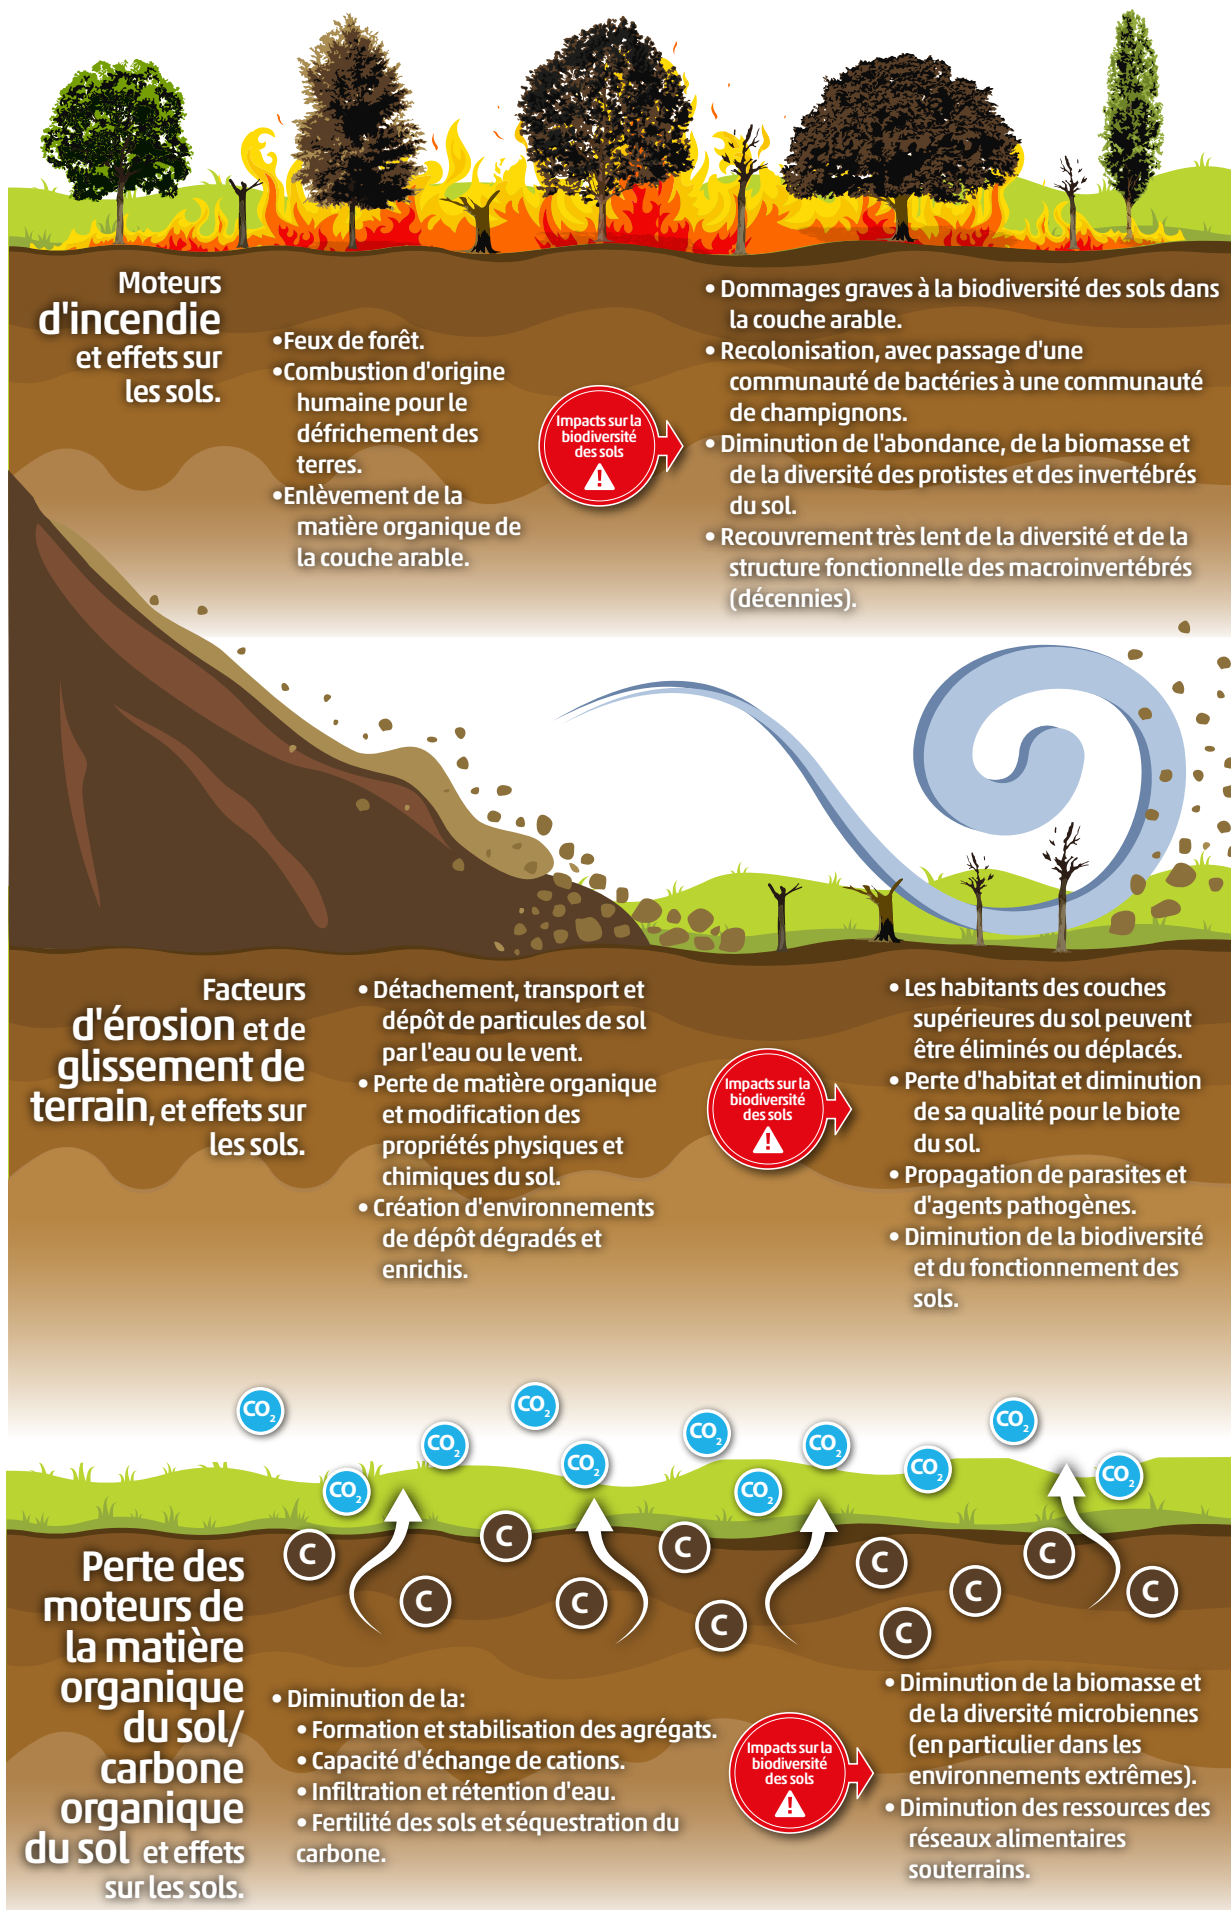 Moteurs
d'incendie
et effets sur
les sols.
•Feux de forêt.
•Combustion d'origine
humaine pour le
défrichement des
terres.
•Enlèvement de la
matière organique de
la couche arable.
Impacts sur la
biodiversité
des sols
!
• Dommages graves à la biodiversité des sols dans
la couche arable.
• Recolonisation, avec passage d'une
communauté de bactéries à une communauté
de champignons.
• Diminution de l'abondance, de la biomasse et
de la diversité des protistes et des invertébrés
du sol.
• Recouvrement très lent de la diversité et de la
structure fonctionnelle des macroinvertébrés
(décennies).
Facteurs
d'érosion et de
glissement de
terrain, et effets sur
les sols.
• Détachement, transport et
dépôt de particules de sol
par l'eau ou le vent.
• Perte de matière organique
et modification des
propriétés physiques et
chimiques du sol.
• Création d'environnements
de dépôt dégradés et
enrichis.
Impacts sur la
biodiversité
des sols
!
• Les habitants des couches
supérieures du sol peuvent
être éliminés ou déplacés.
• Perte d'habitat et diminution
de sa qualité pour le biote
du sol.
• Propagation de parasites et
d'agents pathogènes.
• Diminution de la biodiversité
et du fonctionnement des
sols.
CO₂
CO₂
CO₂
CO₂
CO₂
CO₂
CO₂
CO₂
CO₂
CO₂
CO₂
C
C
C
C
C
C
C
C
C
C
C
Perte des
moteurs de
la matière
organique
du sol/
carbone
organique
du sol et effets
sur les sols.
• Diminution de la:
• Formation et stabilisation des agrégats.
• Capacité d'échange de cations.
• Infiltration et rétention d'eau.
• Fertilité des sols et séquestration du
carbone.
Impacts sur la
biodiversité
des sols
!
• Diminution de la biomasse et
de la diversité microbiennes
(en particulier dans les
environnements extrêmes).
• Diminution des ressources des
réseaux alimentaires
souterrains.